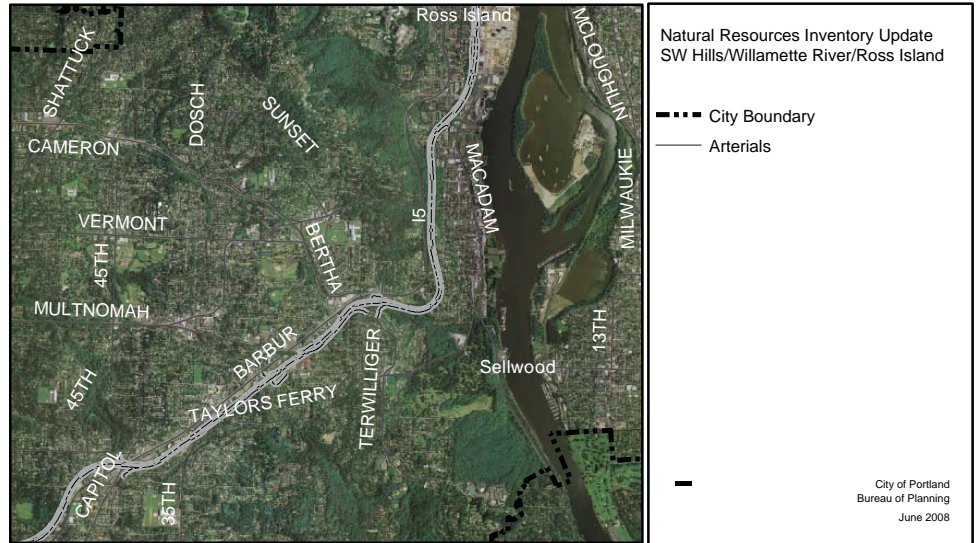 Ross Island
SHATTUCK
DOSCH
SUNSET
MCLOUGHLIN
CAMERON
MACADAM
MILWAUKIE
I5
VERMONT
BERTHA
45TH
MULTNOMAH
13TH
BARBUR
TERWILLIGER
Sellwood
45TH
TAYLORS FERRY
CAPITOL
35TH
Natural Resources Inventory Update
SW Hills/Willamette River/Ross Island
City Boundary
Arterials
City of Portland
Bureau of Planning
June 2008